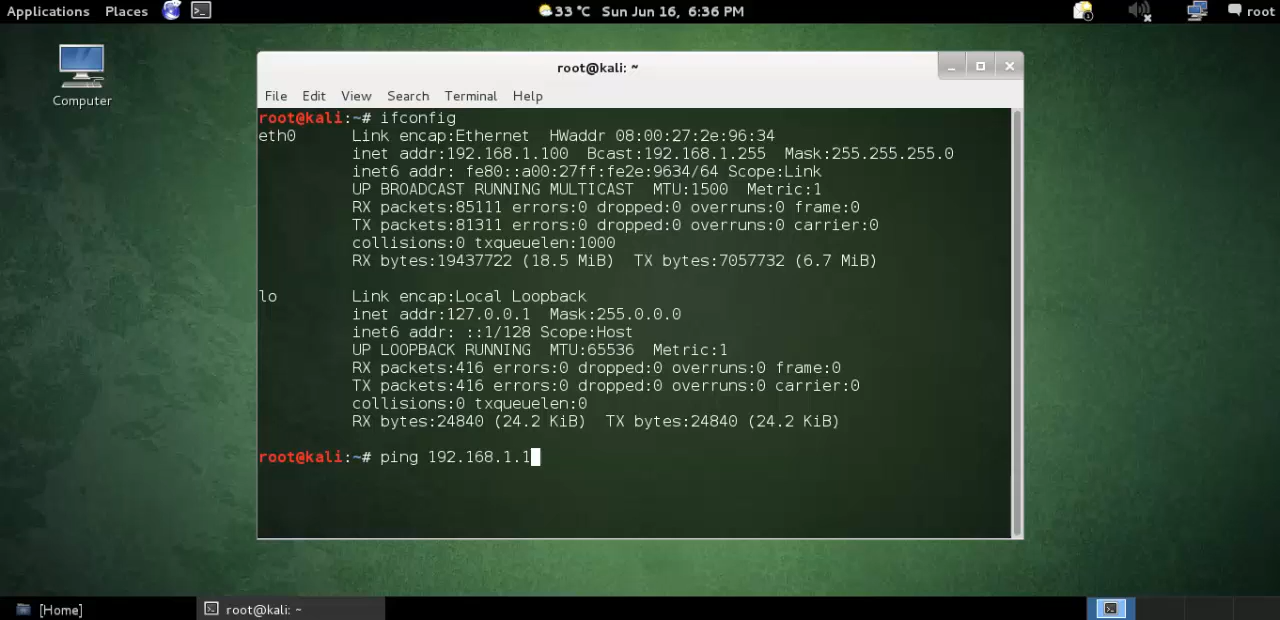 Applications Places 33 °C Sun Jun 16, 6:36 PM root
Computer
root@kali: ~
File Edit View Search Terminal Help
root@kali:~# ifconfig
eth0 Link encap:Ethernet HWaddr 08:00:27:2e:96:34
inet addr:192.168.1.100 Bcast:192.168.1.255 Mask:255.255.255.0
inet6 addr: fe80::a00:27ff:fe2e:9634/64 Scope:Link
UP BROADCAST RUNNING MULTICAST MTU:1500 Metric:1
RX packets:85111 errors:0 dropped:0 overruns:0 frame:0
TX packets:81311 errors:0 dropped:0 overruns:0 carrier:0
collisions:0 txqueuelen:1000
RX bytes:19437722 (18.5 MiB) TX bytes:7057732 (6.7 MiB)
lo Link encap:Local Loopback
inet addr:127.0.0.1 Mask:255.0.0.0
inet6 addr: ::1/128 Scope:Host
UP LOOPBACK RUNNING MTU:65536 Metric:1
RX packets:416 errors:0 dropped:0 overruns:0 frame:0
TX packets:416 errors:0 dropped:0 overruns:0 carrier:0
collisions:0 txqueuelen:0
RX bytes:24840 (24.2 KiB) TX bytes:24840 (24.2 KiB)
root@kali:~# ping 192.168.1.1
[Home] root@kali: ~